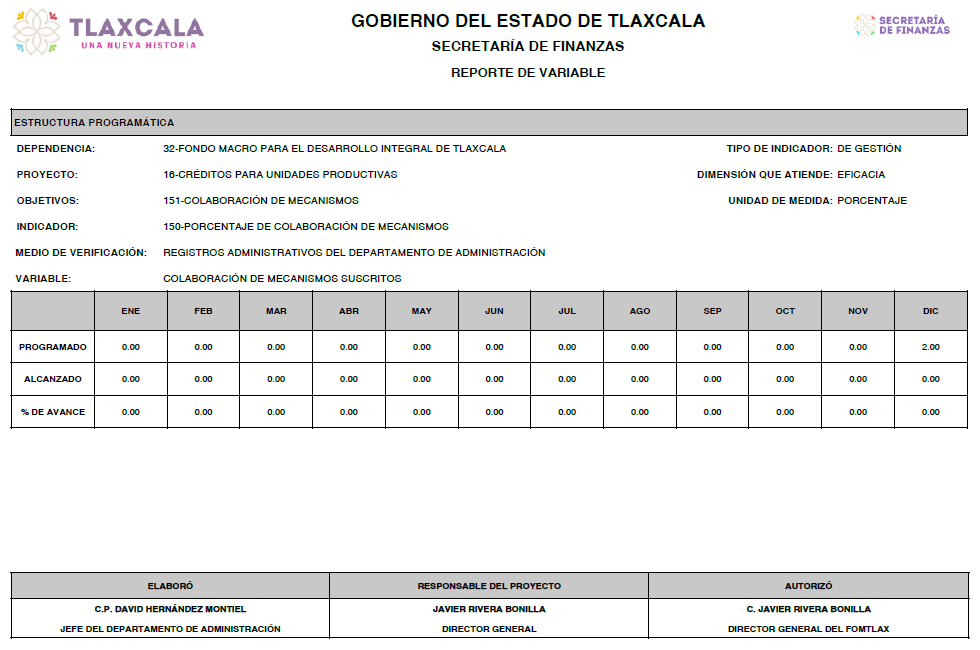 TLAXCALA
UNA NUEVA HISTORIA
GOBIERNO DEL ESTADO DE TLAXCALA
SECRETARÍA DE FINANZAS
REPORTE DE VARIABLE
SECRETARÍA
DE FINANZAS
ESTRUCTURA PROGRAMÁTICA
DEPENDENCIA: 32-FONDO MACRO PARA EL DESARROLLO INTEGRAL DE TLAXCALA TIPO DE INDICADOR: DE GESTIÓN
PROYECTO: 16-CRÉDITOS PARA UNIDADES PRODUCTIVAS DIMENSIÓN QUE ATIENDE: EFICACIA
OBJETIVOS: 151-COLABORACIÓN DE MECANISMOS UNIDAD DE MEDIDA: PORCENTAJE
INDICADOR: 150-PORCENTAJE DE COLABORACIÓN DE MECANISMOS
MEDIO DE VERIFICACIÓN: REGISTROS ADMINISTRATIVOS DEL DEPARTAMENTO DE ADMINISTRACIÓN
VARIABLE: COLABORACIÓN DE MECANISMOS SUSCRITOS
ENE FEB MAR ABR MAY JUN JUL AGO SEP OCT NOV DIC
PROGRAMADO 0.00 0.00 0.00 0.00 0.00 0.00 0.00 0.00 0.00 0.00 0.00 2.00
ALCANZADO 0.00 0.00 0.00 0.00 0.00 0.00 0.00 0.00 0.00 0.00 0.00 0.00
% DE AVANCE 0.00 0.00 0.00 0.00 0.00 0.00 0.00 0.00 0.00 0.00 0.00 0.00
ELABORÓ RESPONSABLE DEL PROYECTO AUTORIZÓ
C.P. DAVID HERNÁNDEZ MONTIEL JAVIER RIVERA BONILLA C. JAVIER RIVERA BONILLA
JEFE DEL DEPARTAMENTO DE ADMINISTRACIÓN DIRECTOR GENERAL DIRECTOR GENERAL DEL FOMTLAX